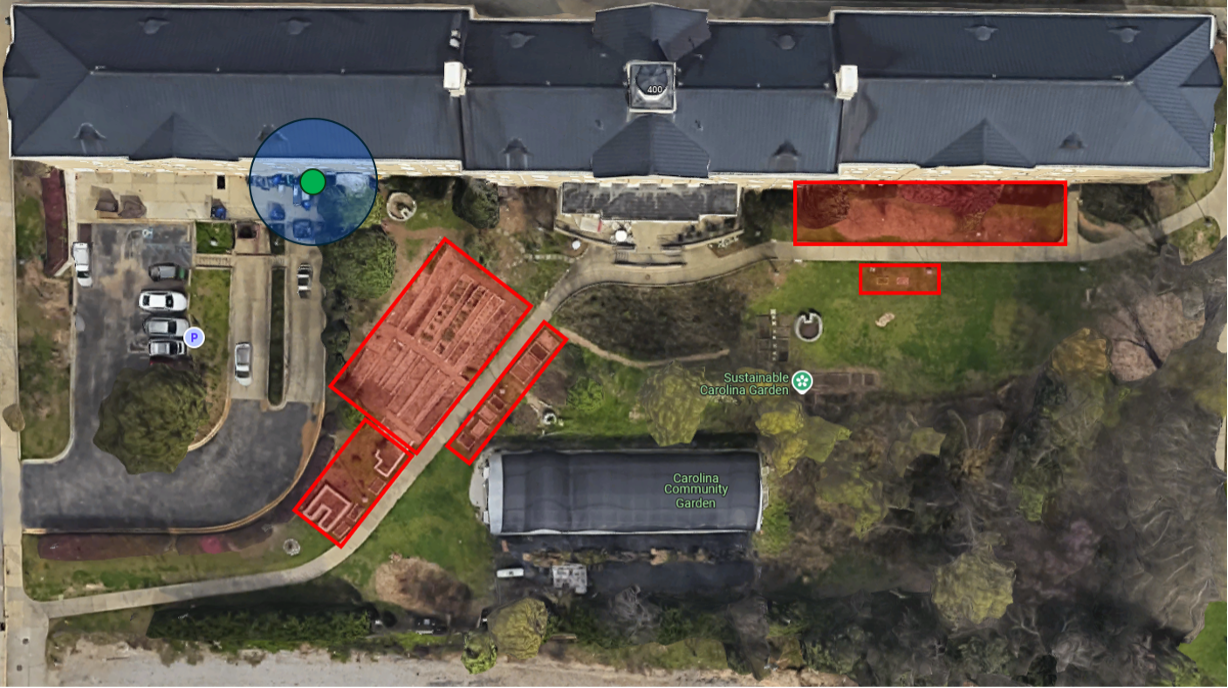 400
P
Sustainable
Carolina Garden
Carolina
Community
Garden